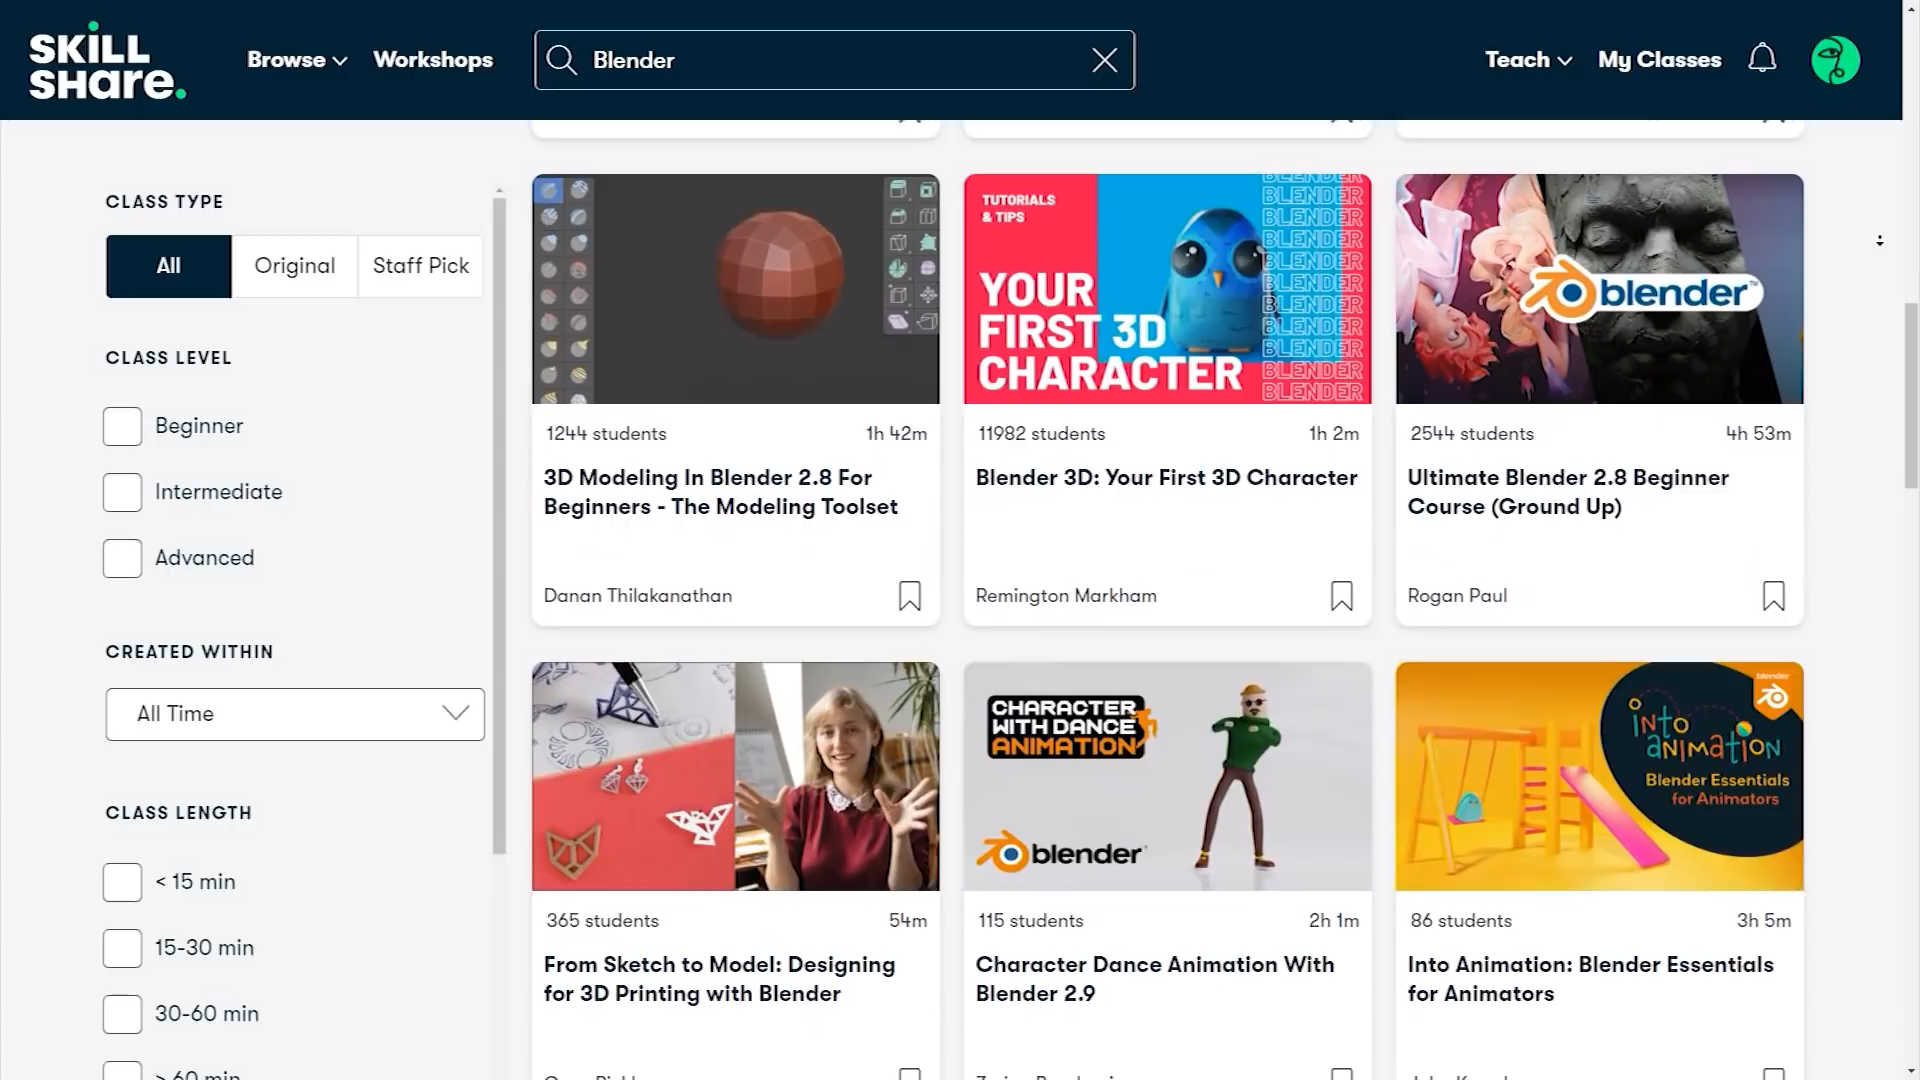 SKILL
SHare.
Browse
Workshops
Blender
Teach
My Classes
CLASS TYPE
All
Original
Staff Pick
CLASS LEVEL
Beginner
Intermediate
Advanced
CREATED WITHIN
All Time
CLASS LENGTH
< 15 min
15-30 min
30-60 min
> 60 min
1244 students
1h 42m
3D Modeling In Blender 2.8 For
Beginners - The Modeling Toolset
Danan Thilakanathan
TUTORIALS
& TIPS
YOUR
FIRST 3D
CHARACTER
BLENDER
BLENDER
BLENDER
BLENDER
BLENDER
BLENDER
BLENDER
BLENDER
BLENDER
BLENDER
BLENDER
11982 students
1h 2m
Blender 3D: Your First 3D Character
Remington Markham
blender™
2544 students
4h 53m
Ultimate Blender 2.8 Beginner
Course (Ground Up)
Rogan Paul
365 students
54m
From Sketch to Model: Designing
for 3D Printing with Blender
CHARACTER
WITH DANCE
ANIMATION
blender
115 students
2h 1m
Character Dance Animation With
Blender 2.9
blender
into
animation
Blender Essentials
for Animators
86 students
3h 5m
Into Animation: Blender Essentials
for Animators